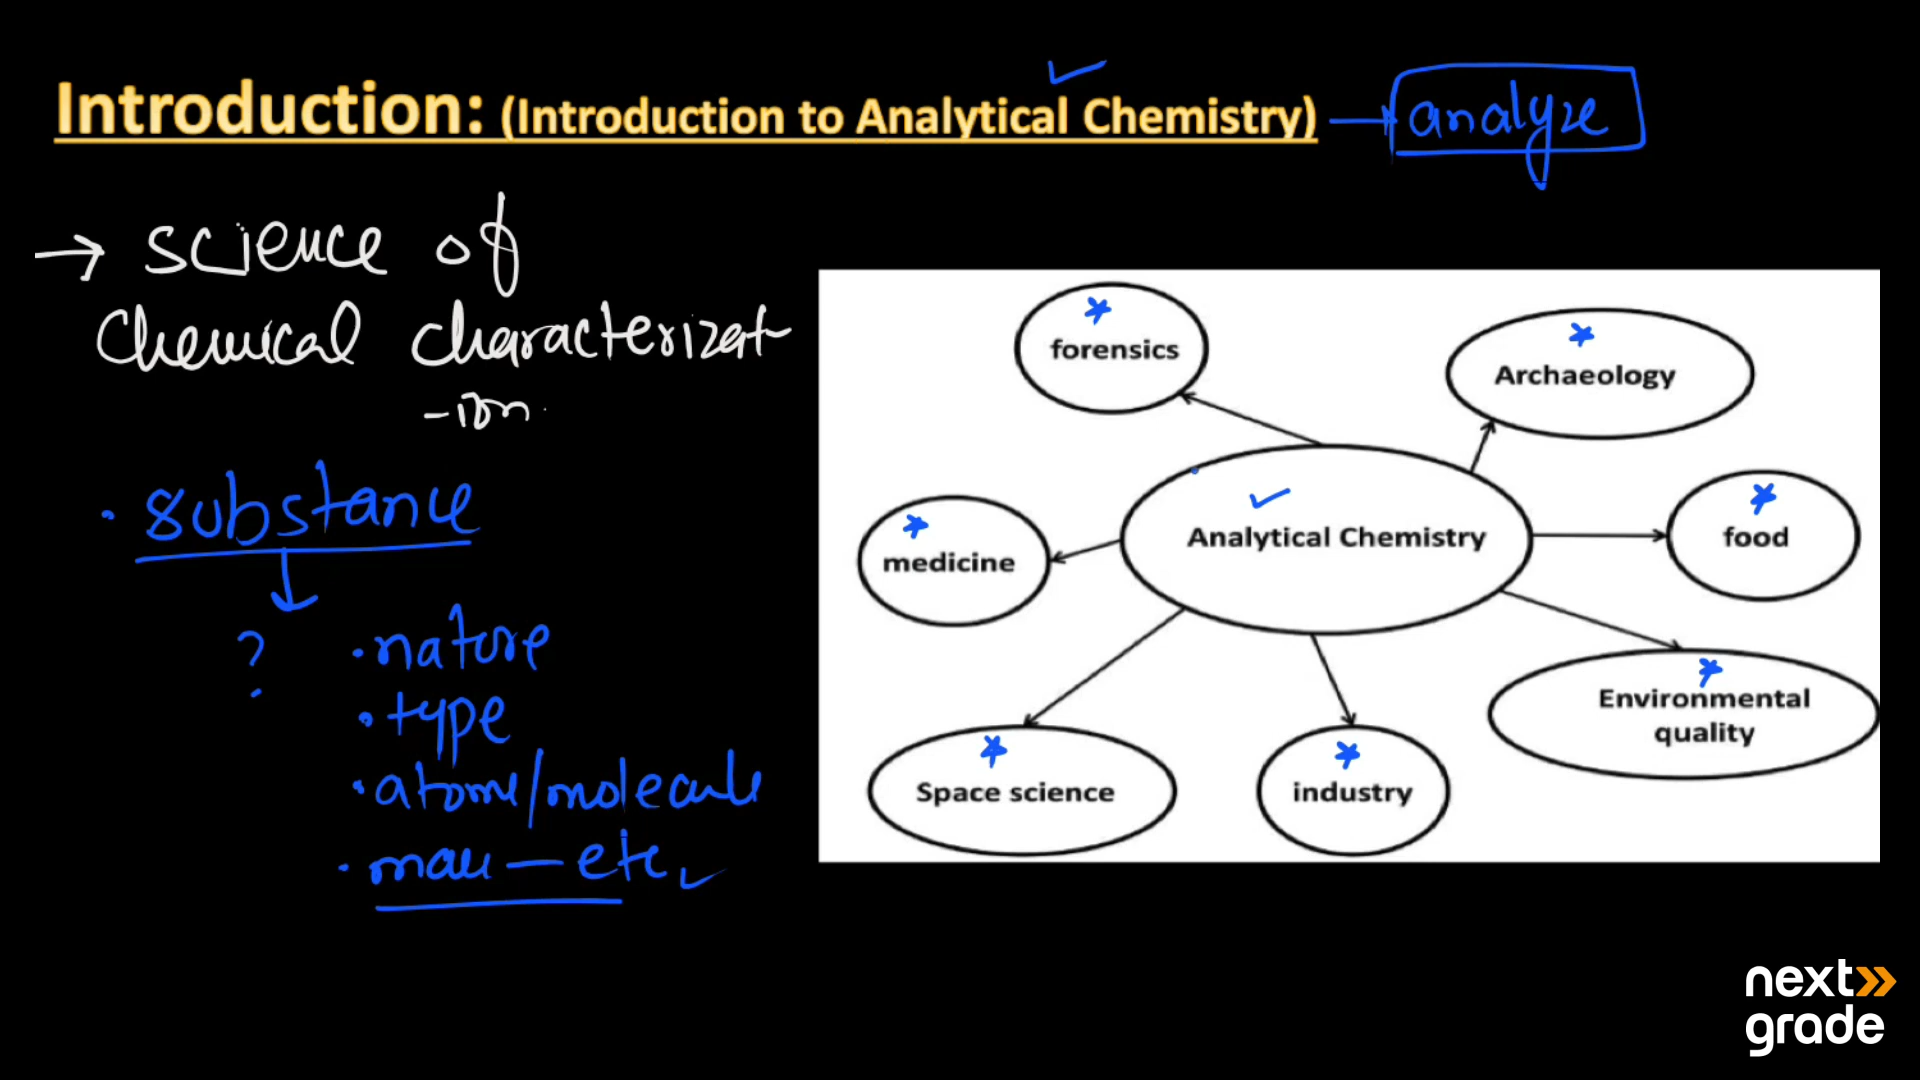 Introduction: (Introduction to Analytical Chemistry) → analyze
→ science of
Chemical characterizat
-ion.
• substance
?
• nature
• type
• atoms/molecule
• mass — etc
forensics
Archaeology
medicine
Analytical Chemistry
food
Environmental
quality
Space science
industry
next
grade